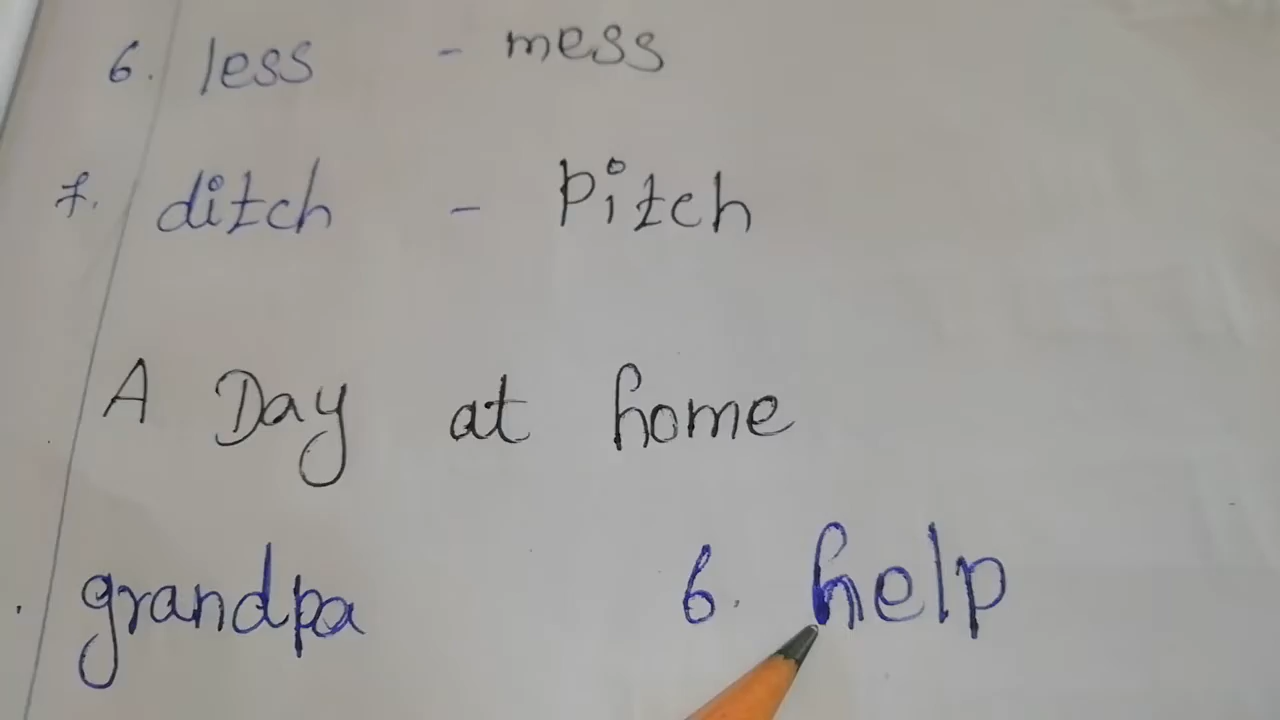 6. less - mess
7. ditch - Pitch
A Day at home
. grandpa 6. help